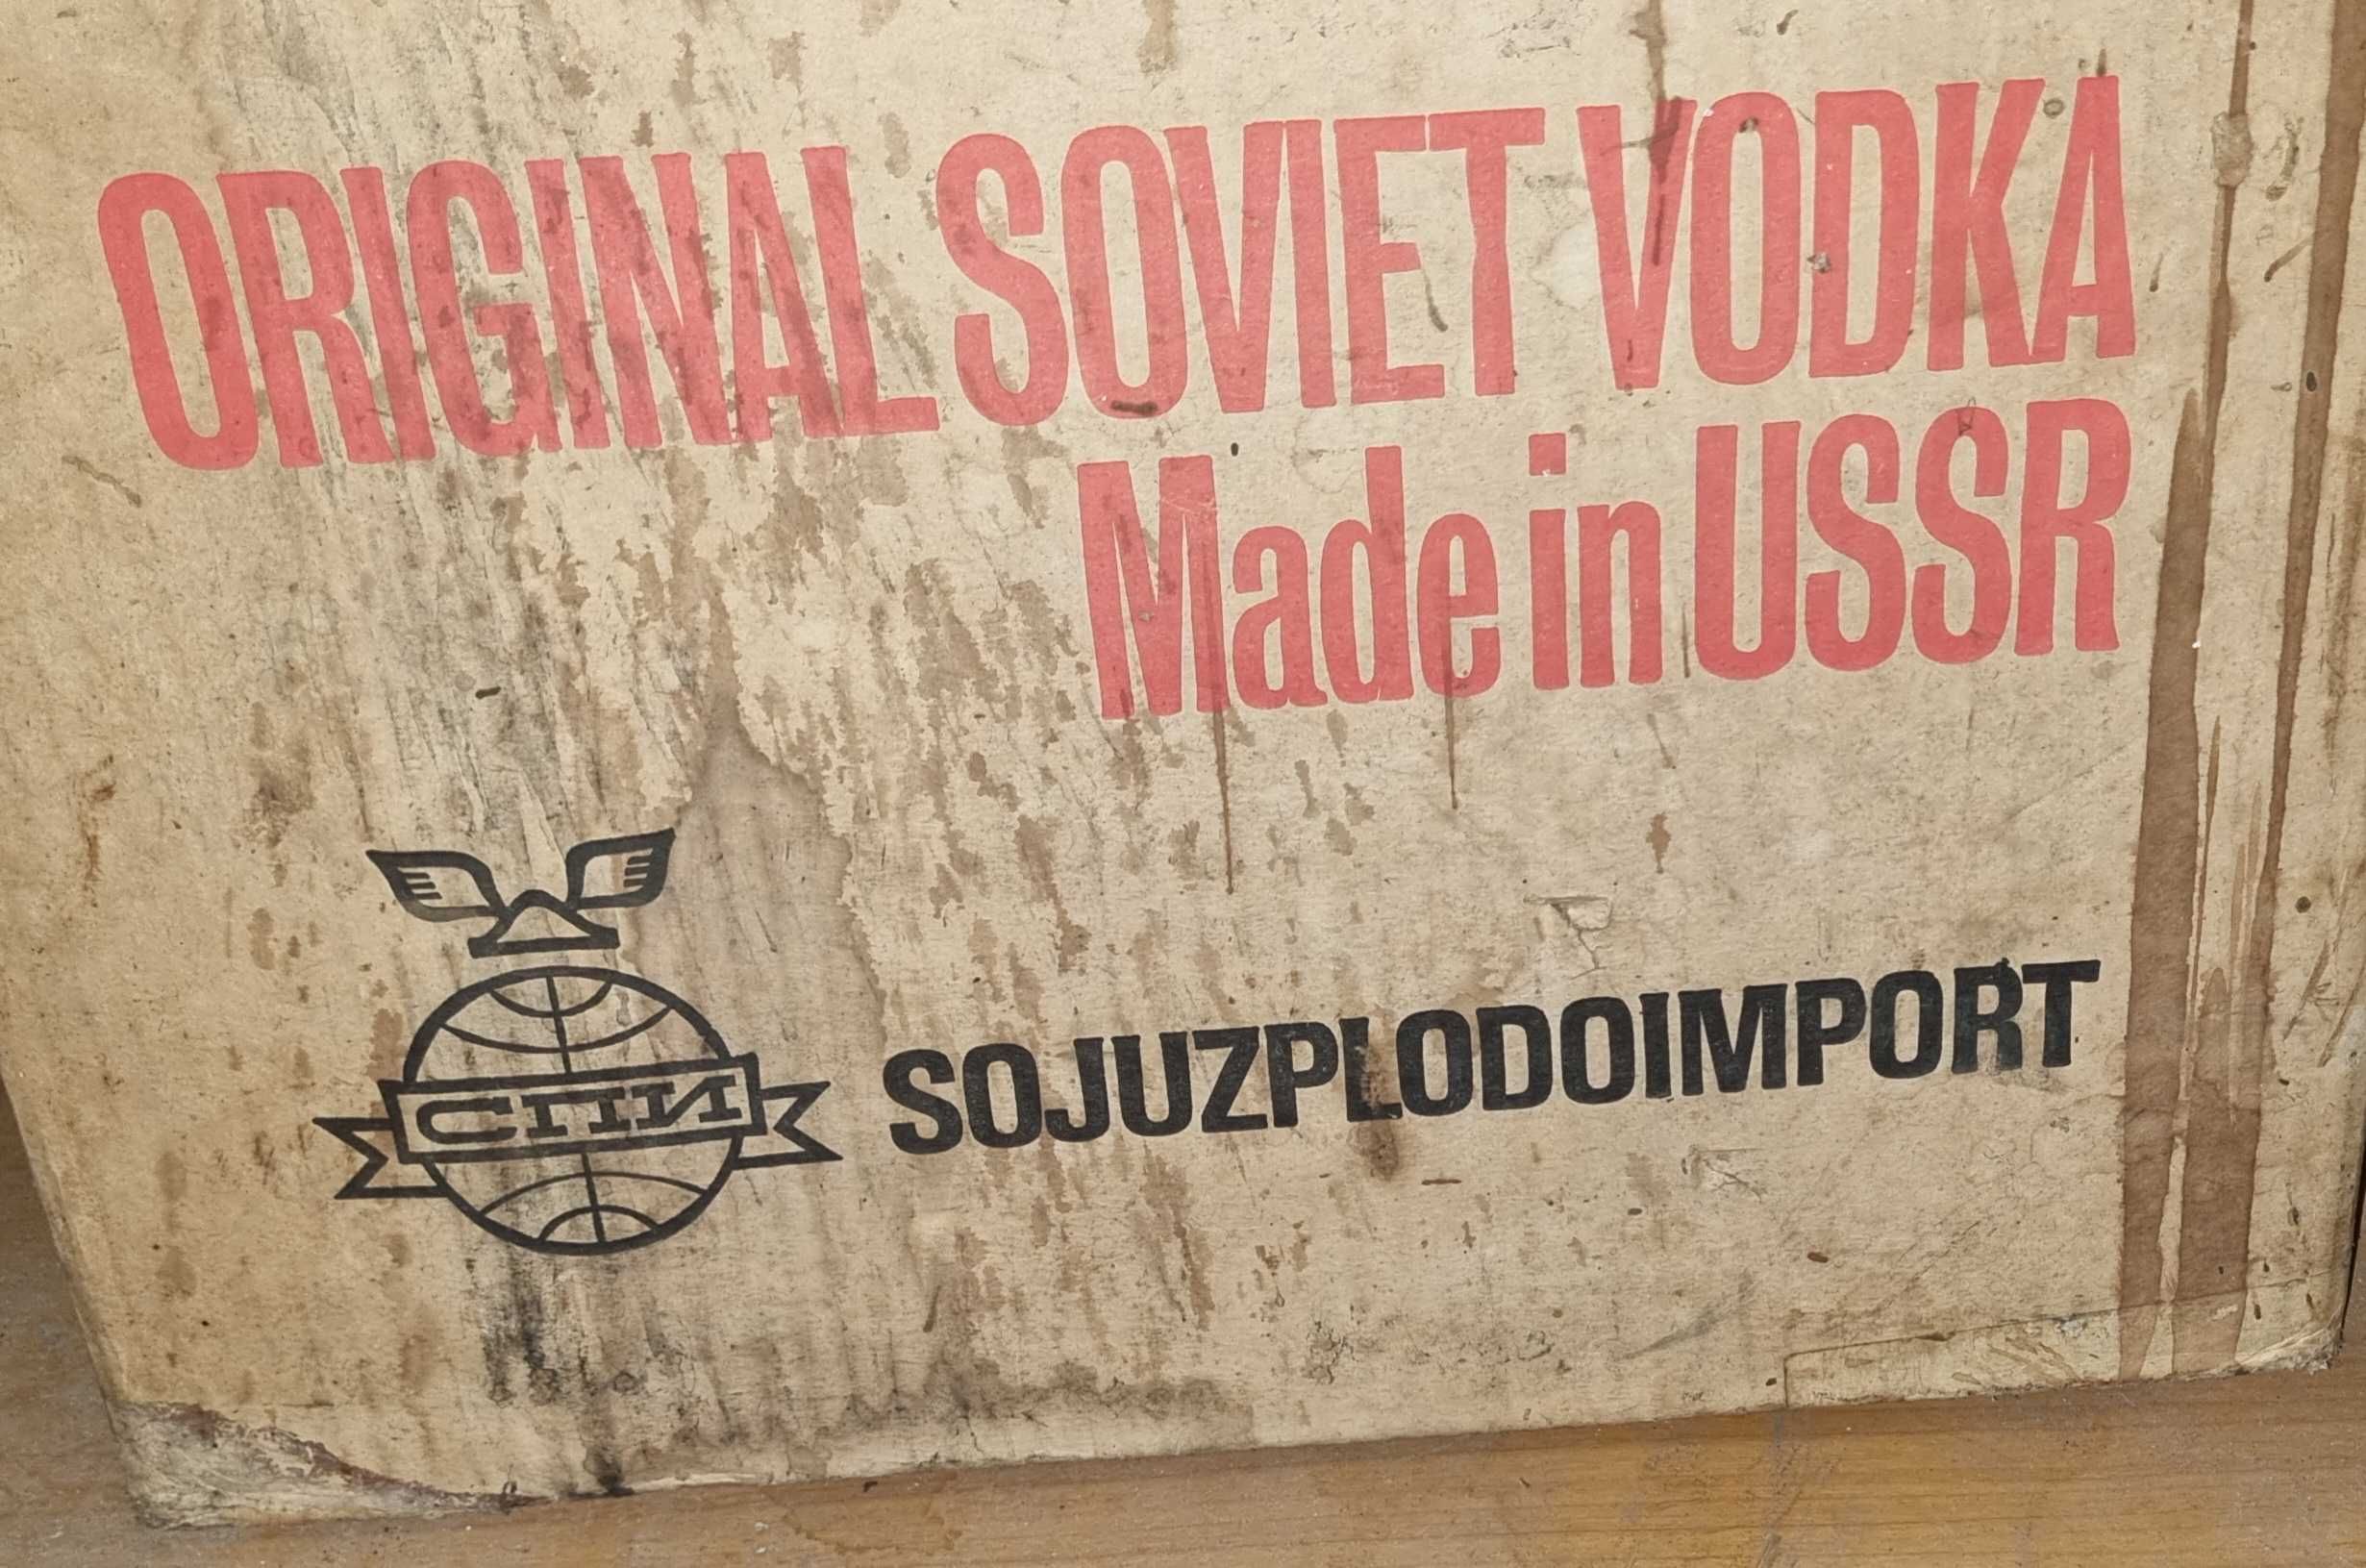 ORIGINAL SOVIET VODKA
Made in USSR
СПИ
SOJUZPLODOIMPORT